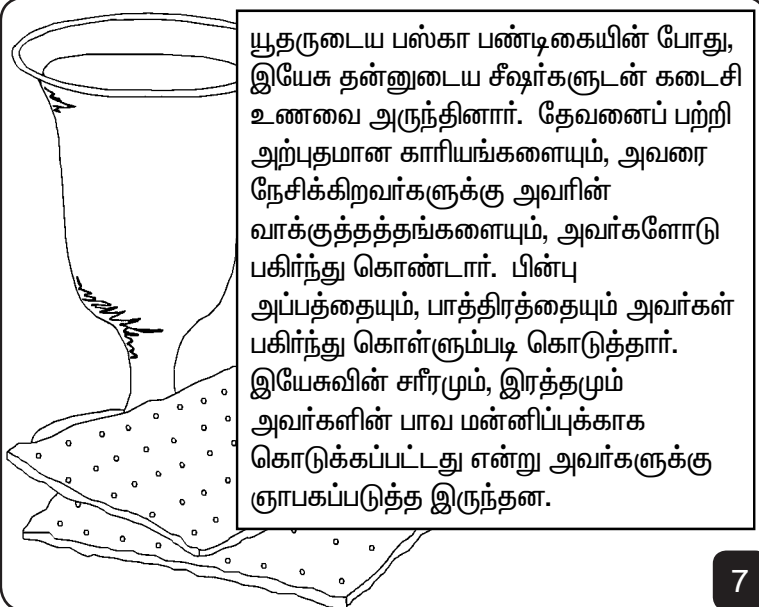 யூதருடைய பஸ்கா பண்டிகையின் போது,
இயேசு தன்னுடைய சீஷர்களுடன் கடைசி
உணவை அருந்தினார். தேவனைப் பற்றி
அற்புதமான காரியங்களையும், அவரை
நேசிக்கிறவர்களுக்கு அவரின்
வாக்குத்தத்தங்களையும், அவர்களோடு
பகிர்ந்து கொண்டார். பின்பு
அப்பத்தையும், பாத்திரத்தையும் அவர்கள்
பகிர்ந்து கொள்ளும்படி கொடுத்தார்.
இயேசுவின் சரீரமும், இரத்தமும்
அவர்களின் பாவ மன்னிப்புக்காக
கொடுக்கப்பட்டது என்று அவர்களுக்கு
ஞாபகப்படுத்த இருந்தன.
7